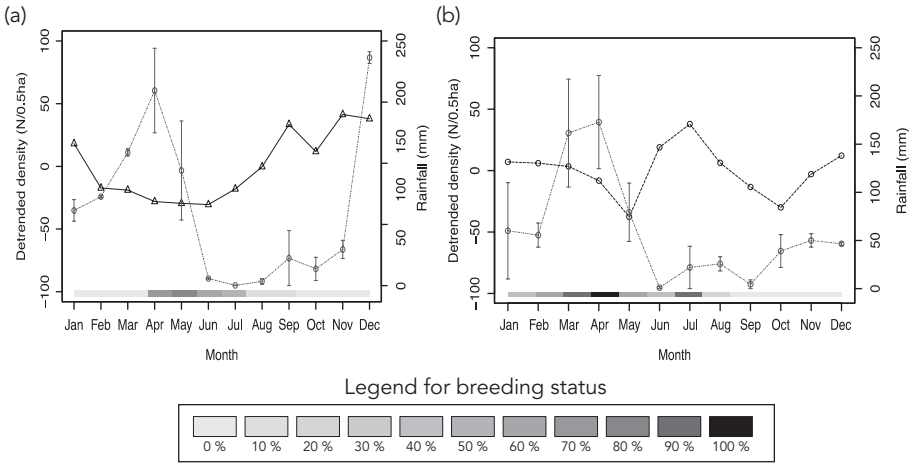 (a)
Detrended density (N/0.5ha)
100
50
0
−50
−100
250
200
150
100
50
0
Rainfall (mm)
Jan Feb Mar Apr May Jun Jul Aug Sep Oct Nov Dec
Month
(b)
Detrended density (N/0.5ha)
100
50
0
−50
−100
250
200
150
100
50
0
Rainfall (mm)
Jan Feb Mar Apr May Jun Jul Aug Sep Oct Nov Dec
Month
Legend for breeding status
0 % 10 % 20 % 30 % 40 % 50 % 60 % 70 % 80 % 90 % 100 %